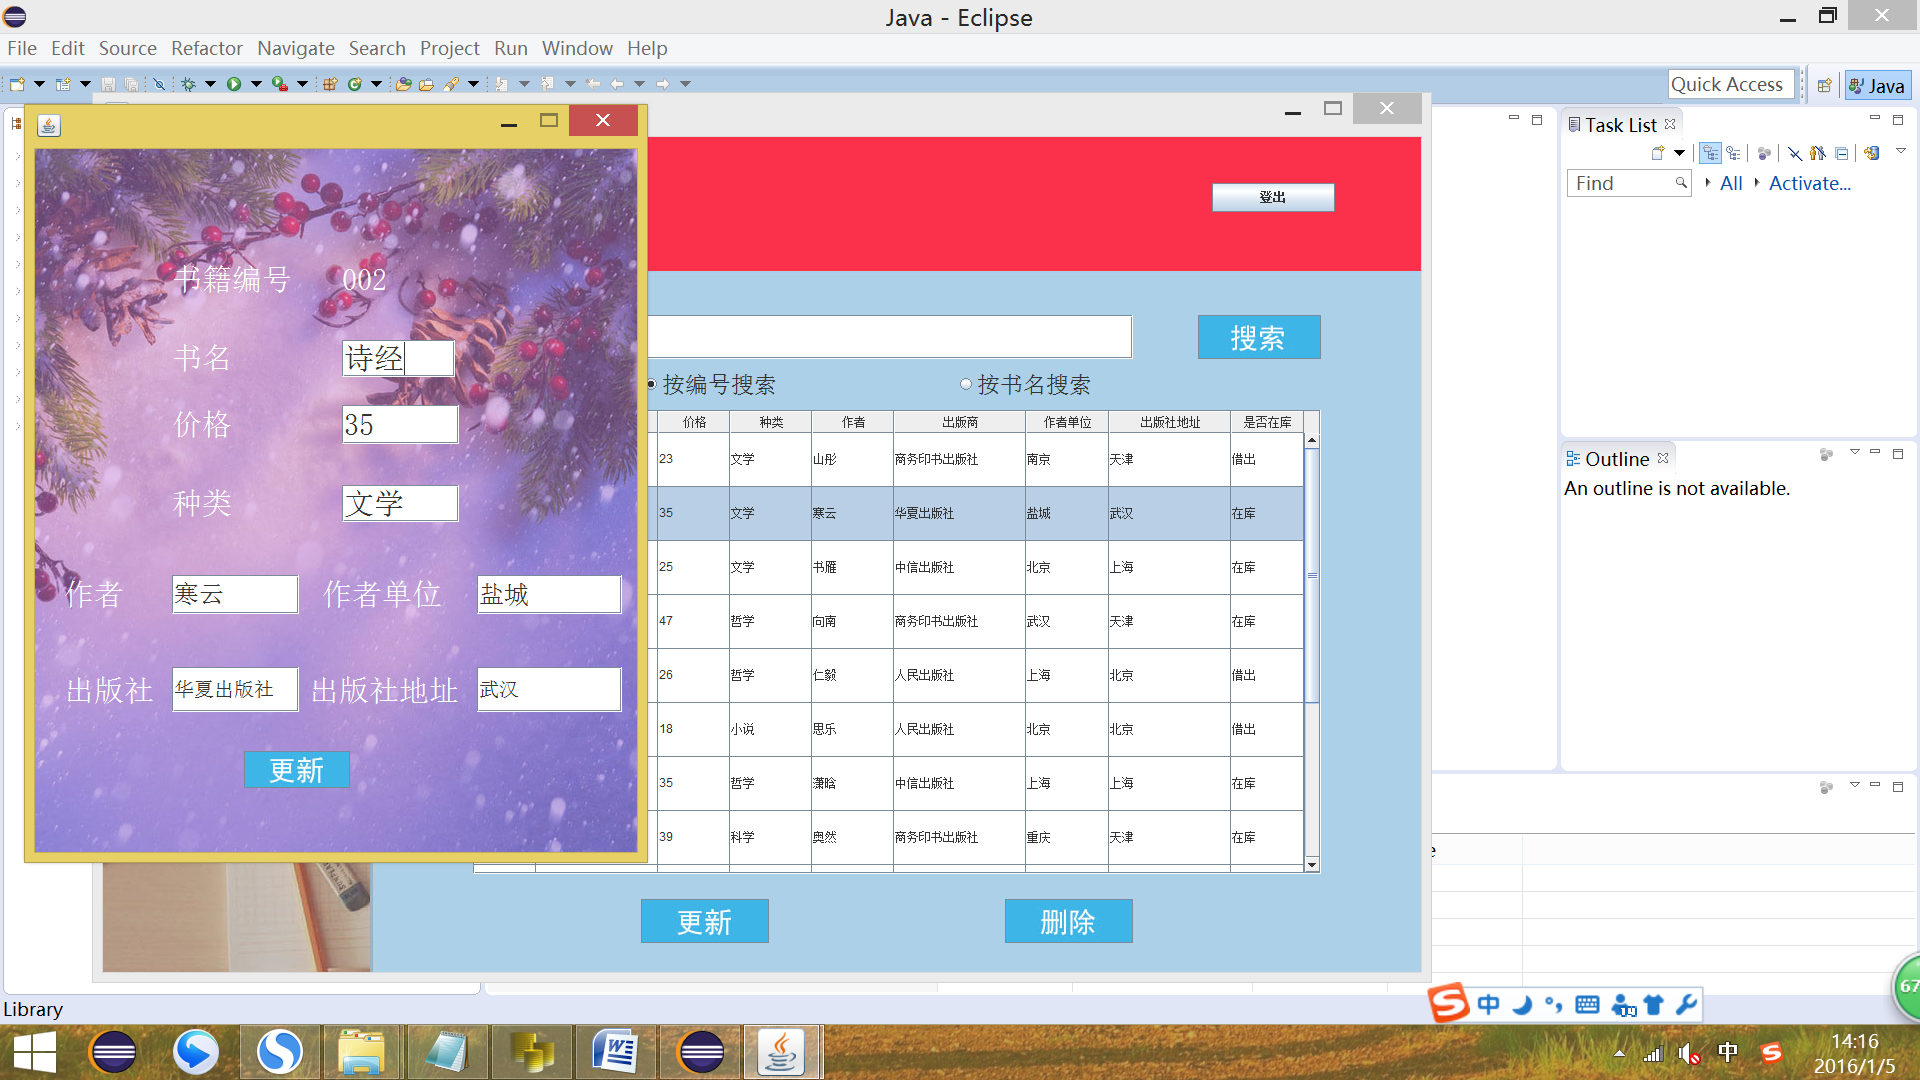 Java - Eclipse
File Edit Source Refactor Navigate Search Project Run Window Help
Quick Access
Java
登出
Task List
Find
All
Activate...
书籍编号 002
书名 诗经
价格 35
种类 文学
作者 寒云 作者单位 盐城
出版社 华夏出版社 出版社地址 武汉
更新
搜索
按编号搜索 按书名搜索
价格 种类 作者 出版商 作者单位 出版社地址 是否在库
23 文学 山彤 商务印书出版社 南京 天津 借出
35 文学 寒云 华夏出版社 盐城 武汉 在库
25 文学 书雁 中信出版社 北京 上海 在库
47 哲学 向南 商务印书出版社 武汉 天津 在库
26 哲学 仁毅 人民出版社 上海 北京 借出
18 小说 思乐 人民出版社 北京 北京 借出
35 哲学 潇晗 中信出版社 上海 上海 在库
39 科学 奥然 商务印书出版社 重庆 天津 在库
更新 删除
Outline
An outline is not available.
e
67
Library
中
中
14:16
2016/1/5